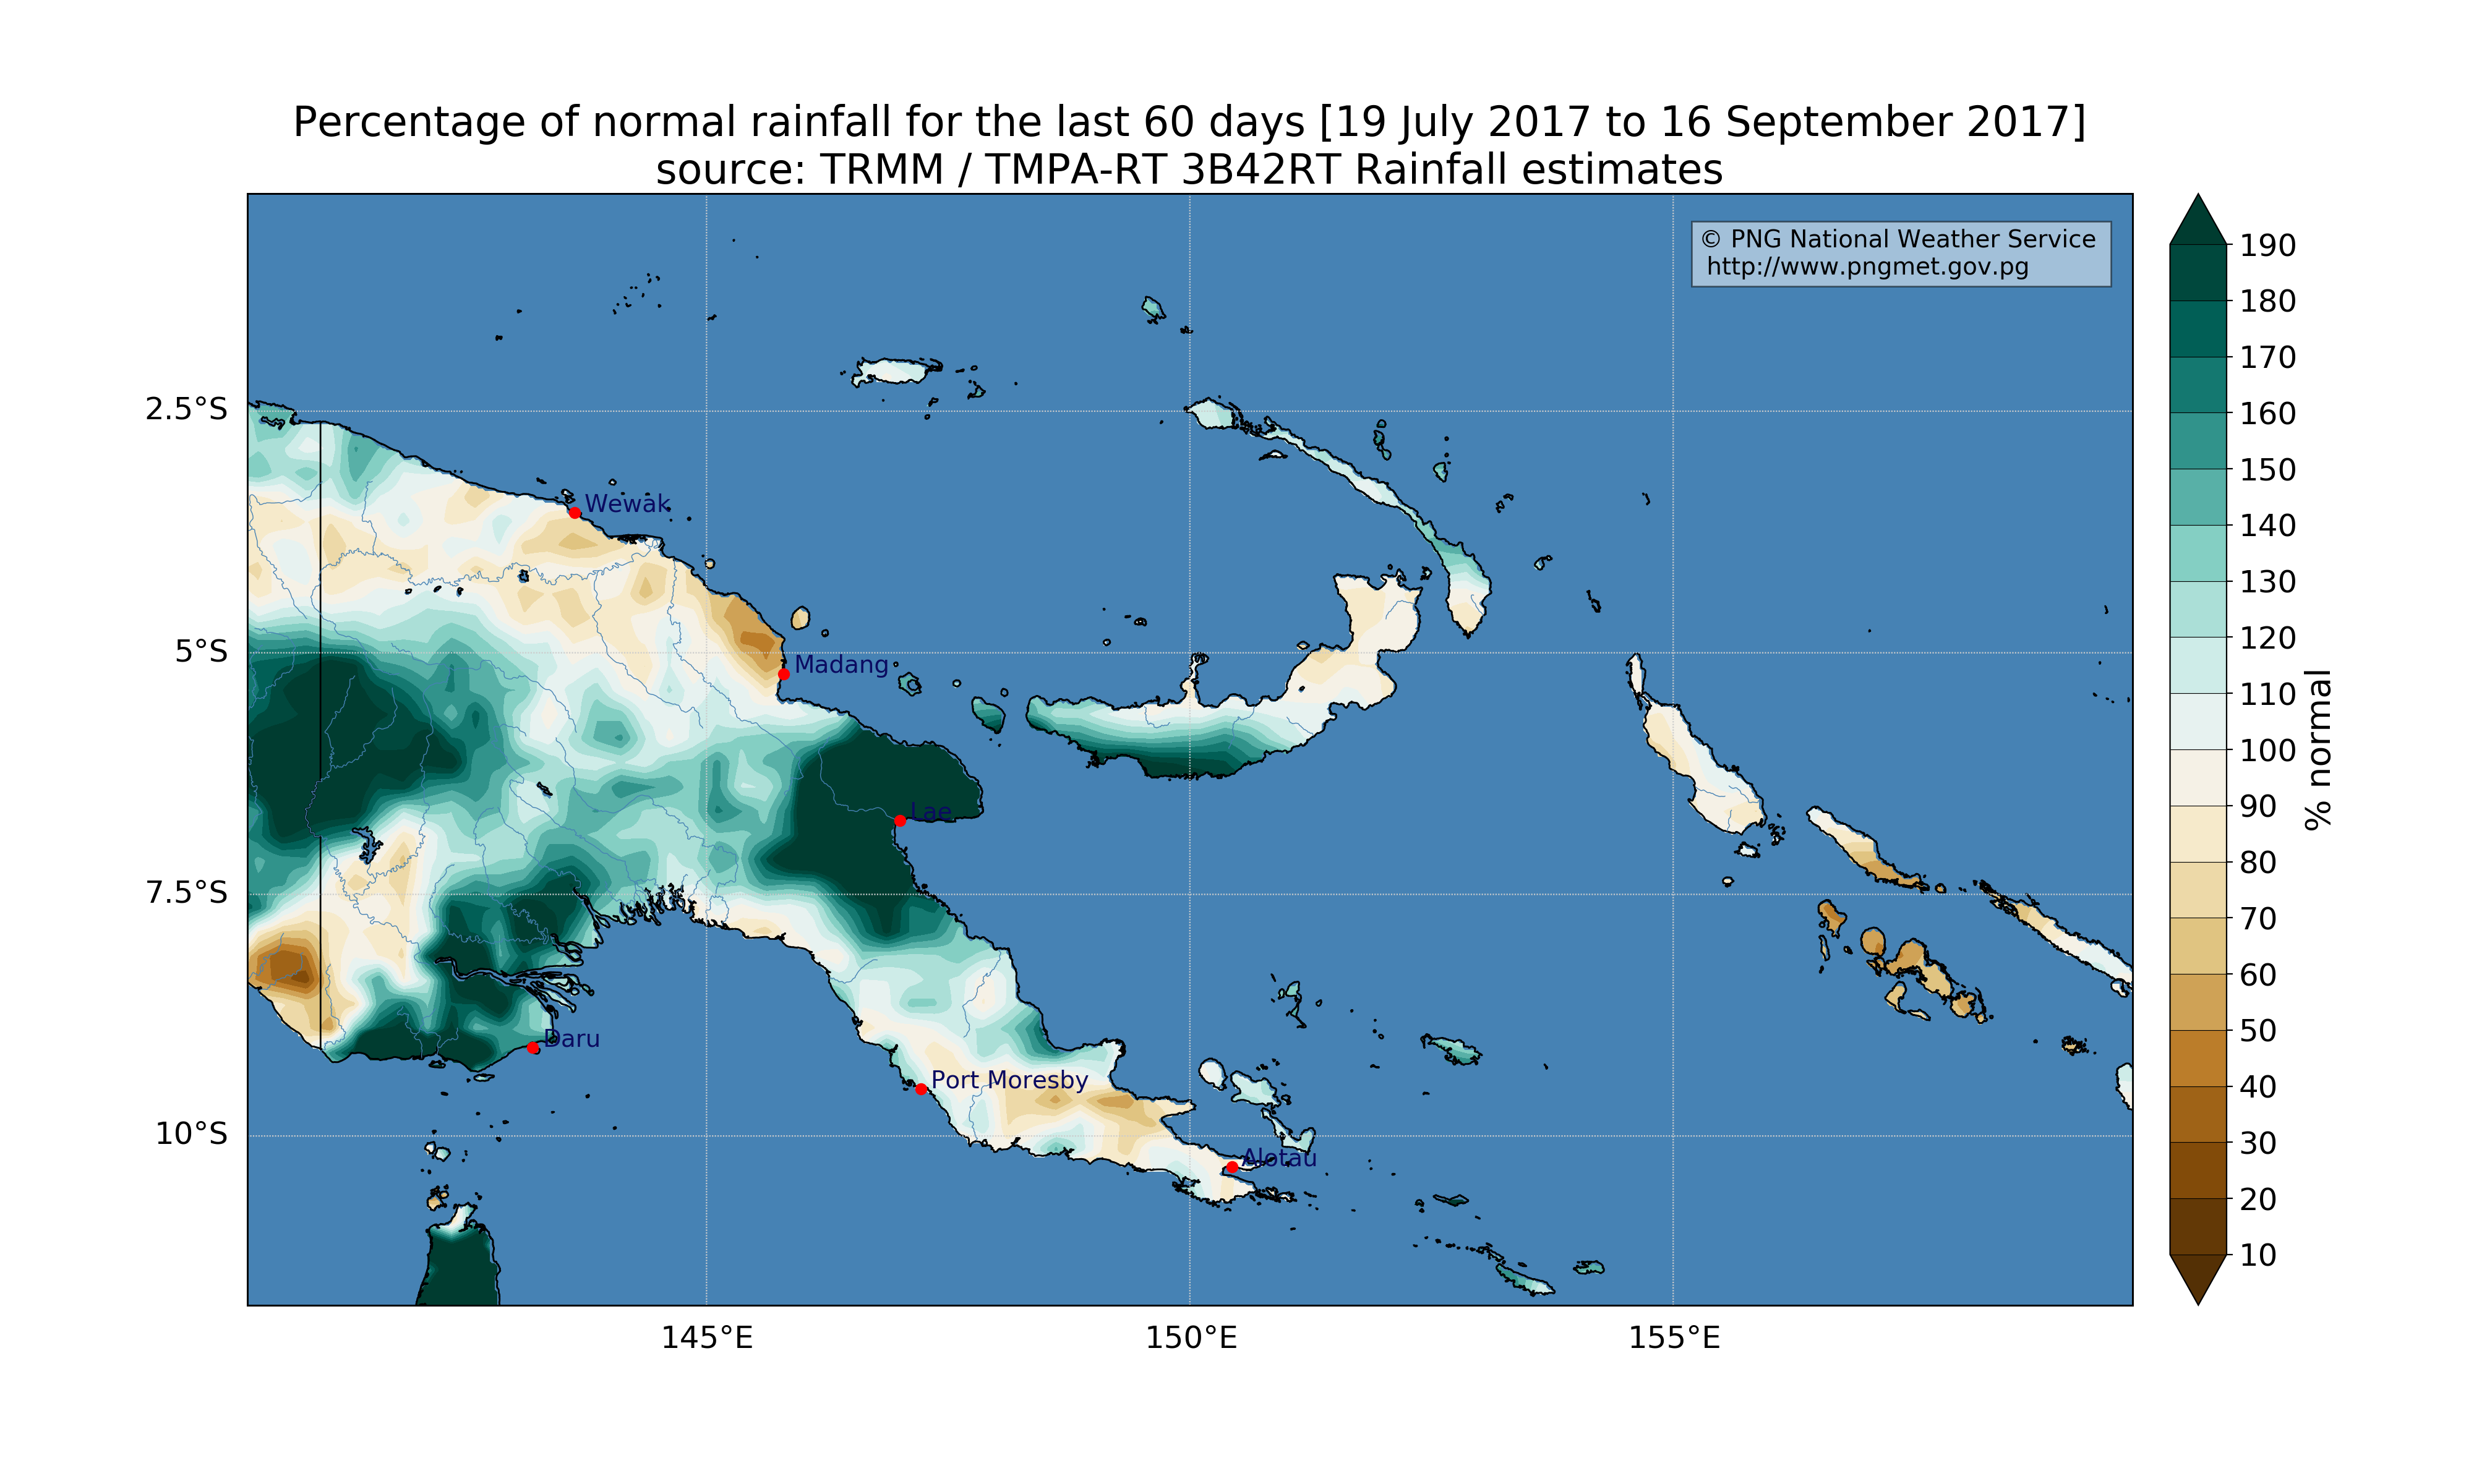 Percentage of normal rainfall for the last 60 days [19 July 2017 to 16 September 2017]
source: TRMM / TMPA-RT 3B42RT Rainfall estimates
© PNG National Weather Service
http://www.pngmet.gov.pg
2.5°S
5°S
7.5°S
10°S
Wewak
Madang
Lae
Daru
Port Moresby
Alotau
145°E
150°E
155°E
190
180
170
160
150
140
130
120
110
100
90
80
70
60
50
40
30
20
10
% normal